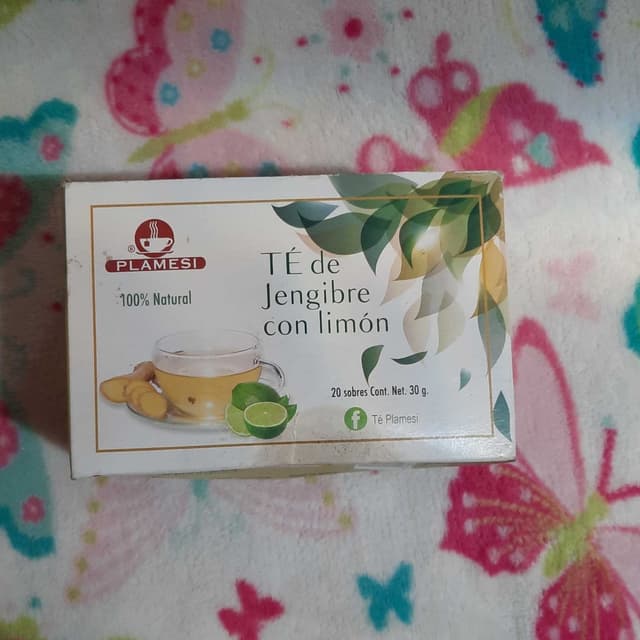 ®
PLAMESI
100% Natural
TÉ de
Jengibre
con limón
20 sobres Cont. Net. 30 g.
f Té Plamesi